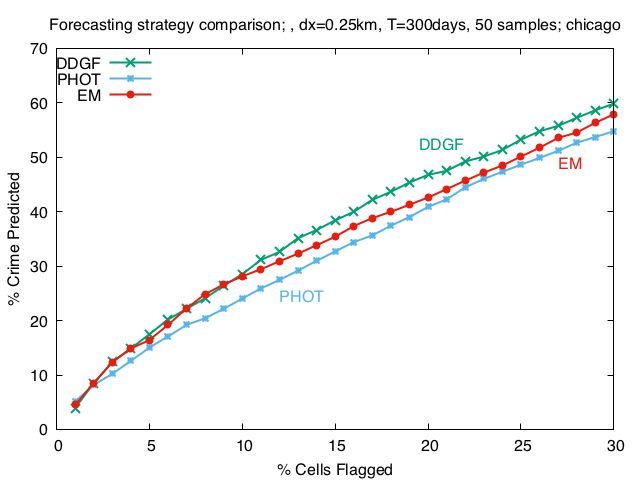 Forecasting strategy comparison; , dx=0.25km, T=300days, 50 samples; chicago
DDGF
PHOT
EM
DDGF
EM
PHOT
% Crime Predicted
70
60
50
40
30
20
10
0
0 5 10 15 20 25 30
% Cells Flagged